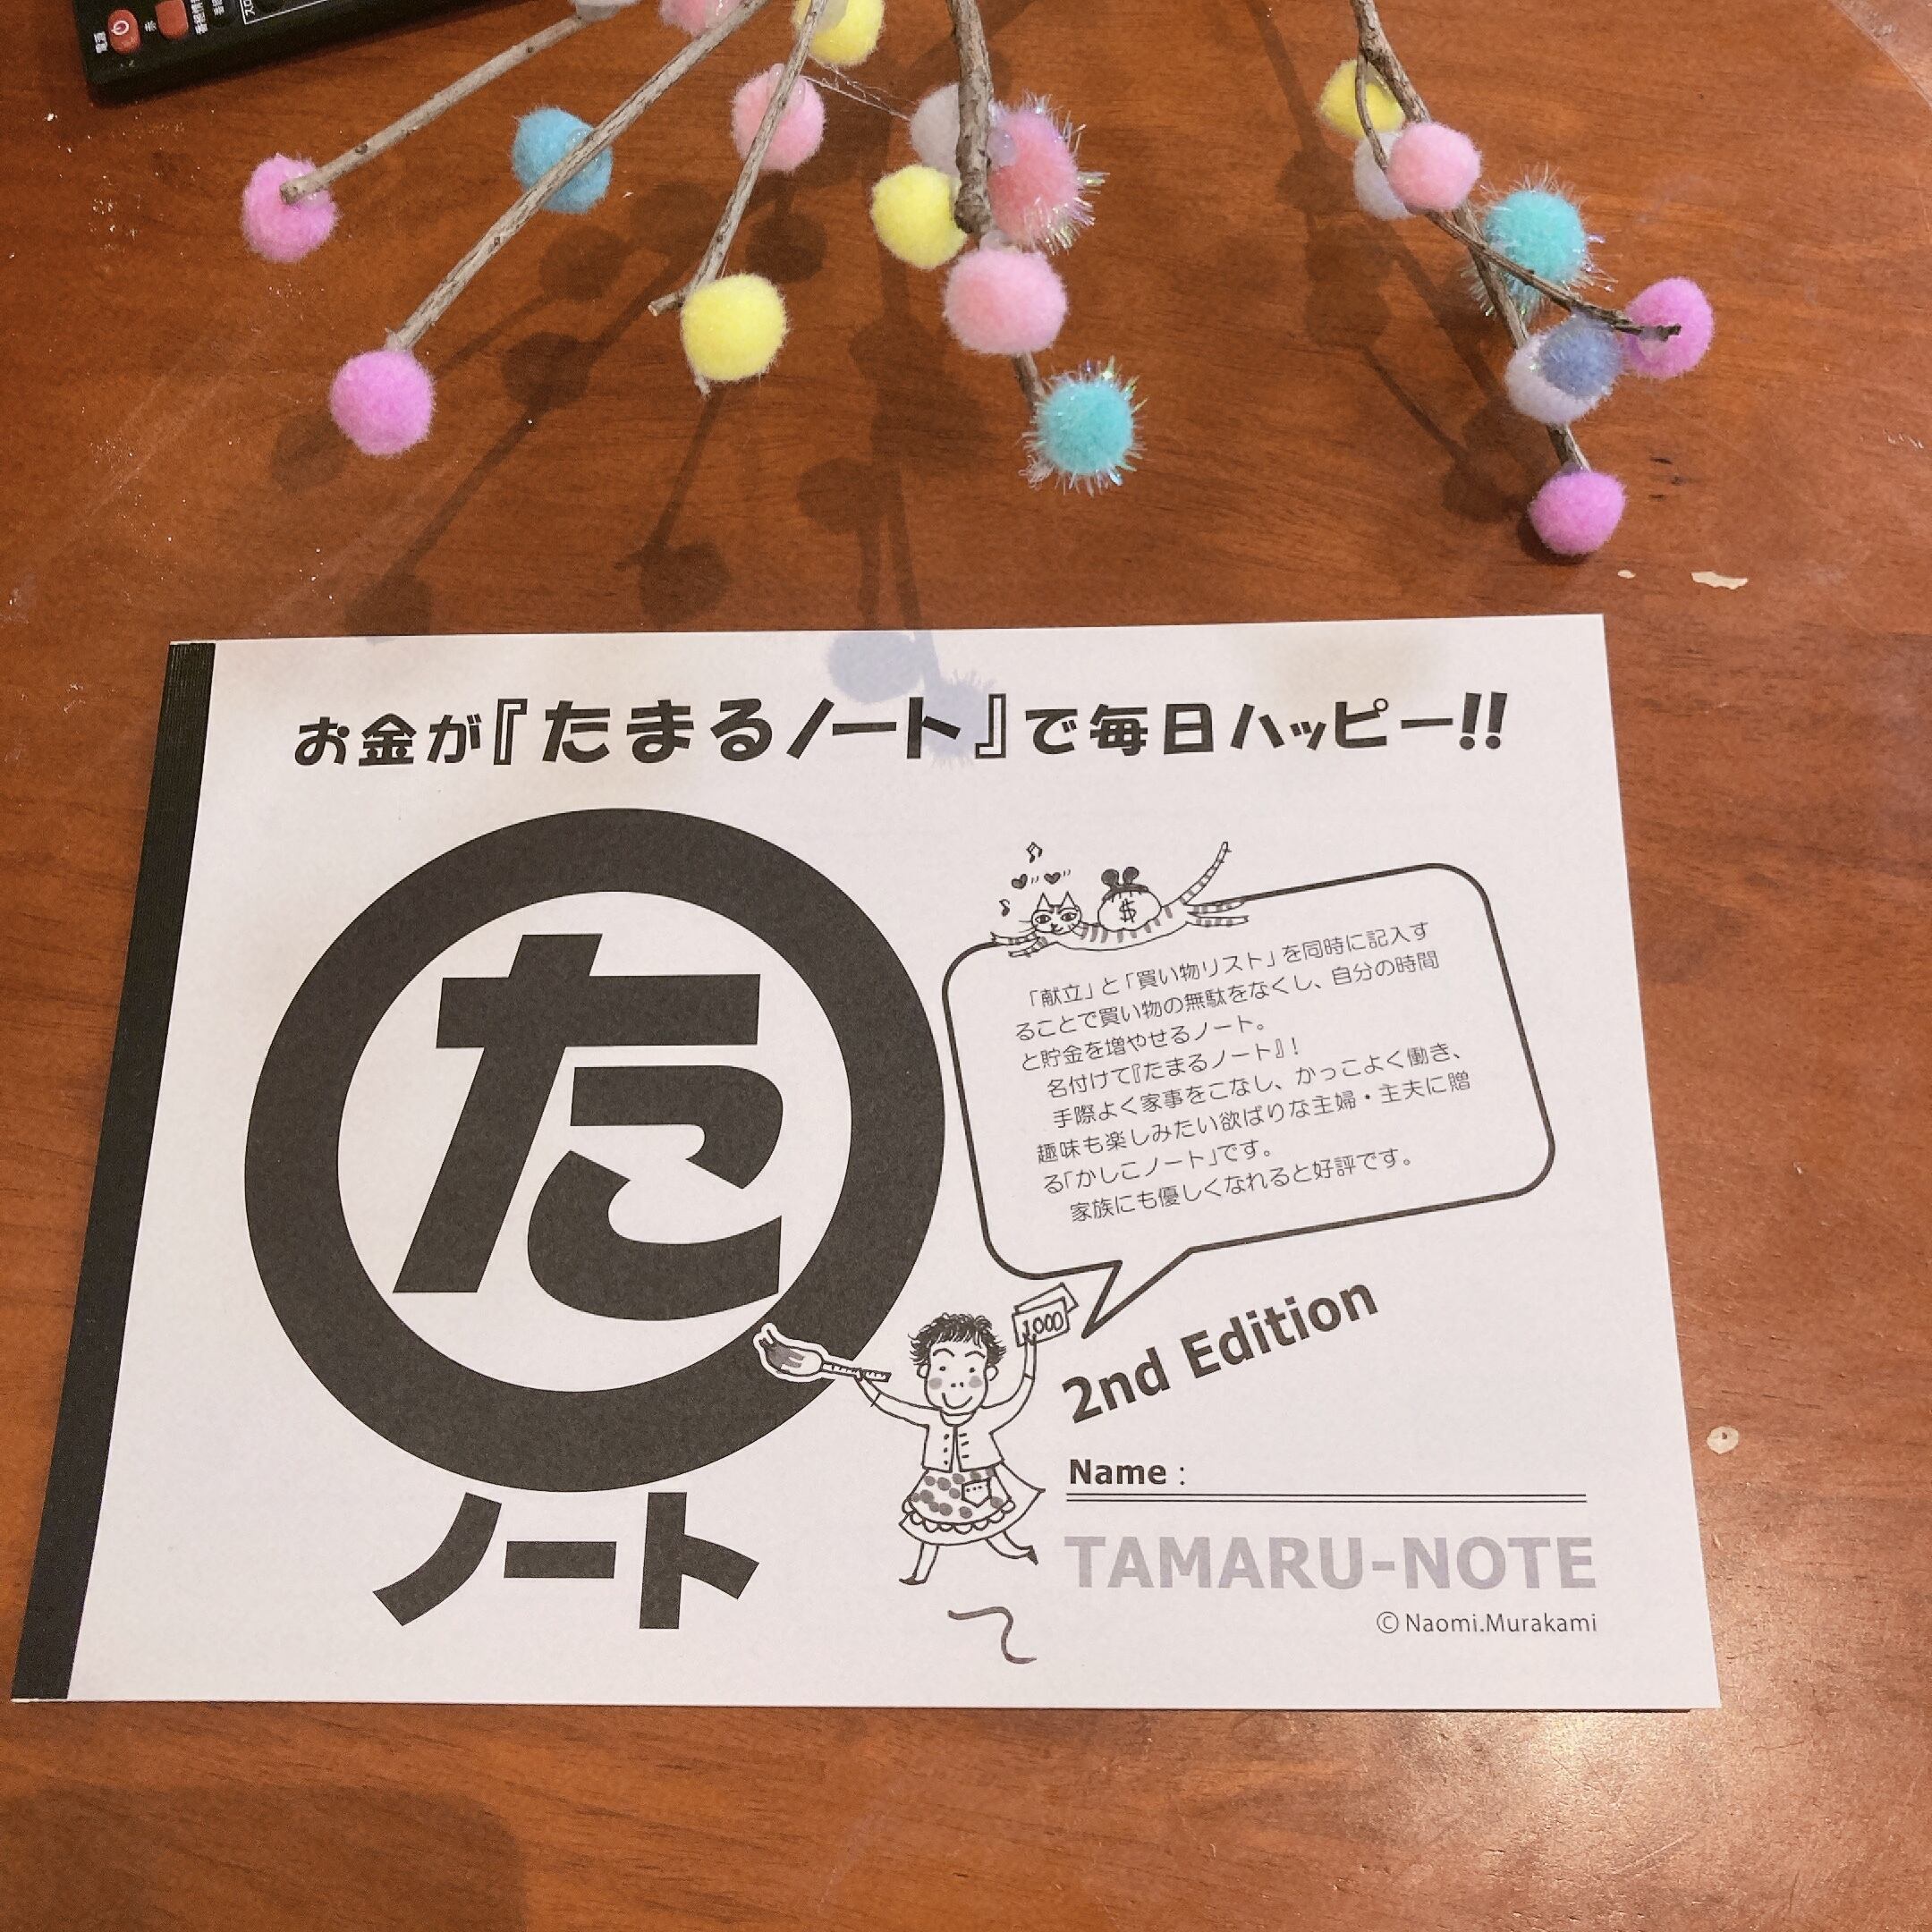 電源
赤
お金が『たまるノート』で毎日ハッピー!!
た
ノート
$
「献立」と「買い物リスト」を同時に記入す
ることで買い物の無駄をなくし、自分の時間
と貯金を増やせるノート。
名付けて『たまるノート』!
手際よく家事をこなし、かっこよく働き、
趣味も楽しみたい欲ばりな主婦・主夫に贈
る「かしこノート」です。
家族にも優しくなれると好評です。
1000
2nd Edition
Name :
TAMARU-NOTE
© Naomi.Murakami